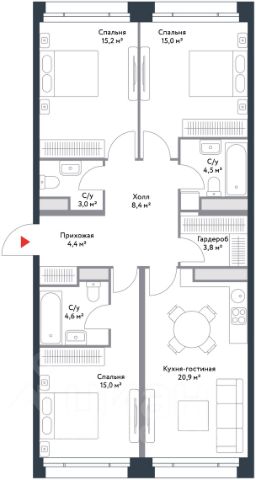 Спальня
15,2 м²
Спальня
15,0 м²
С/у
4,5 м²
С/у
3,0 м²
Холл
8,4 м²
Прихожая
4,4 м²
Гардероб
3,8 м²
С/у
4,6 м²
Кухня-гостиная
20,9 м²
Спальня
15,0 м²